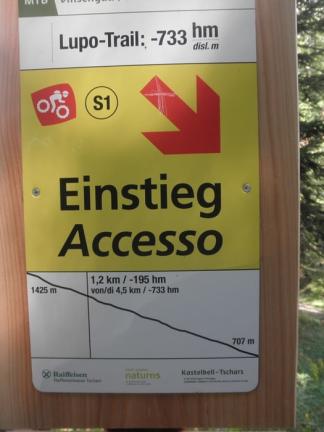 MTB
Lupo-Trail: -733 hm
disl. m
S1
Einstieg
Accesso
1,2 km / -195 hm
von/di 4,5 km / -733 hm
1425 m
707 m
Raiffeisen
naturns
Kastelbell-Tschars